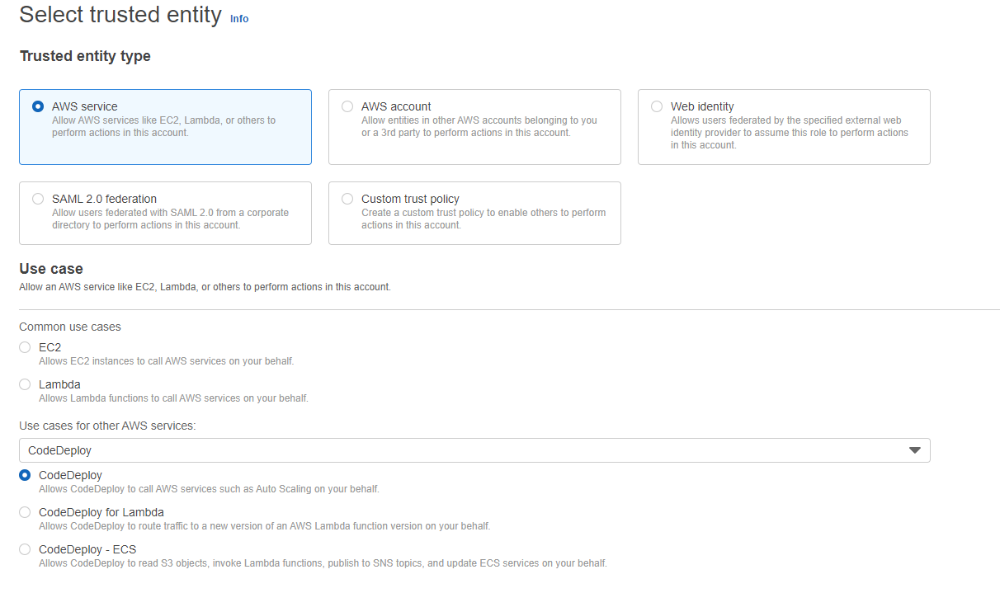 Select trusted entity Info
Trusted entity type
AWS service
Allow AWS services like EC2, Lambda, or others to
perform actions in this account.
AWS account
Allow entities in other AWS accounts belonging to you
or a 3rd party to perform actions in this account.
Web identity
Allows users federated by the specified external web
identity provider to assume this role to perform actions
in this account.
SAML 2.0 federation
Allow users federated with SAML 2.0 from a corporate
directory to perform actions in this account.
Custom trust policy
Create a custom trust policy to enable others to perform
actions in this account.
Use case
Allow an AWS service like EC2, Lambda, or others to perform actions in this account.
Common use cases
EC2
Allows EC2 instances to call AWS services on your behalf.
Lambda
Allows Lambda functions to call AWS services on your behalf.
Use cases for other AWS services:
CodeDeploy
CodeDeploy
Allows CodeDeploy to call AWS services such as Auto Scaling on your behalf.
CodeDeploy for Lambda
Allows CodeDeploy to route traffic to a new version of an AWS Lambda function version on your behalf.
CodeDeploy - ECS
Allows CodeDeploy to read S3 objects, invoke Lambda functions, publish to SNS topics, and update ECS services on your behalf.